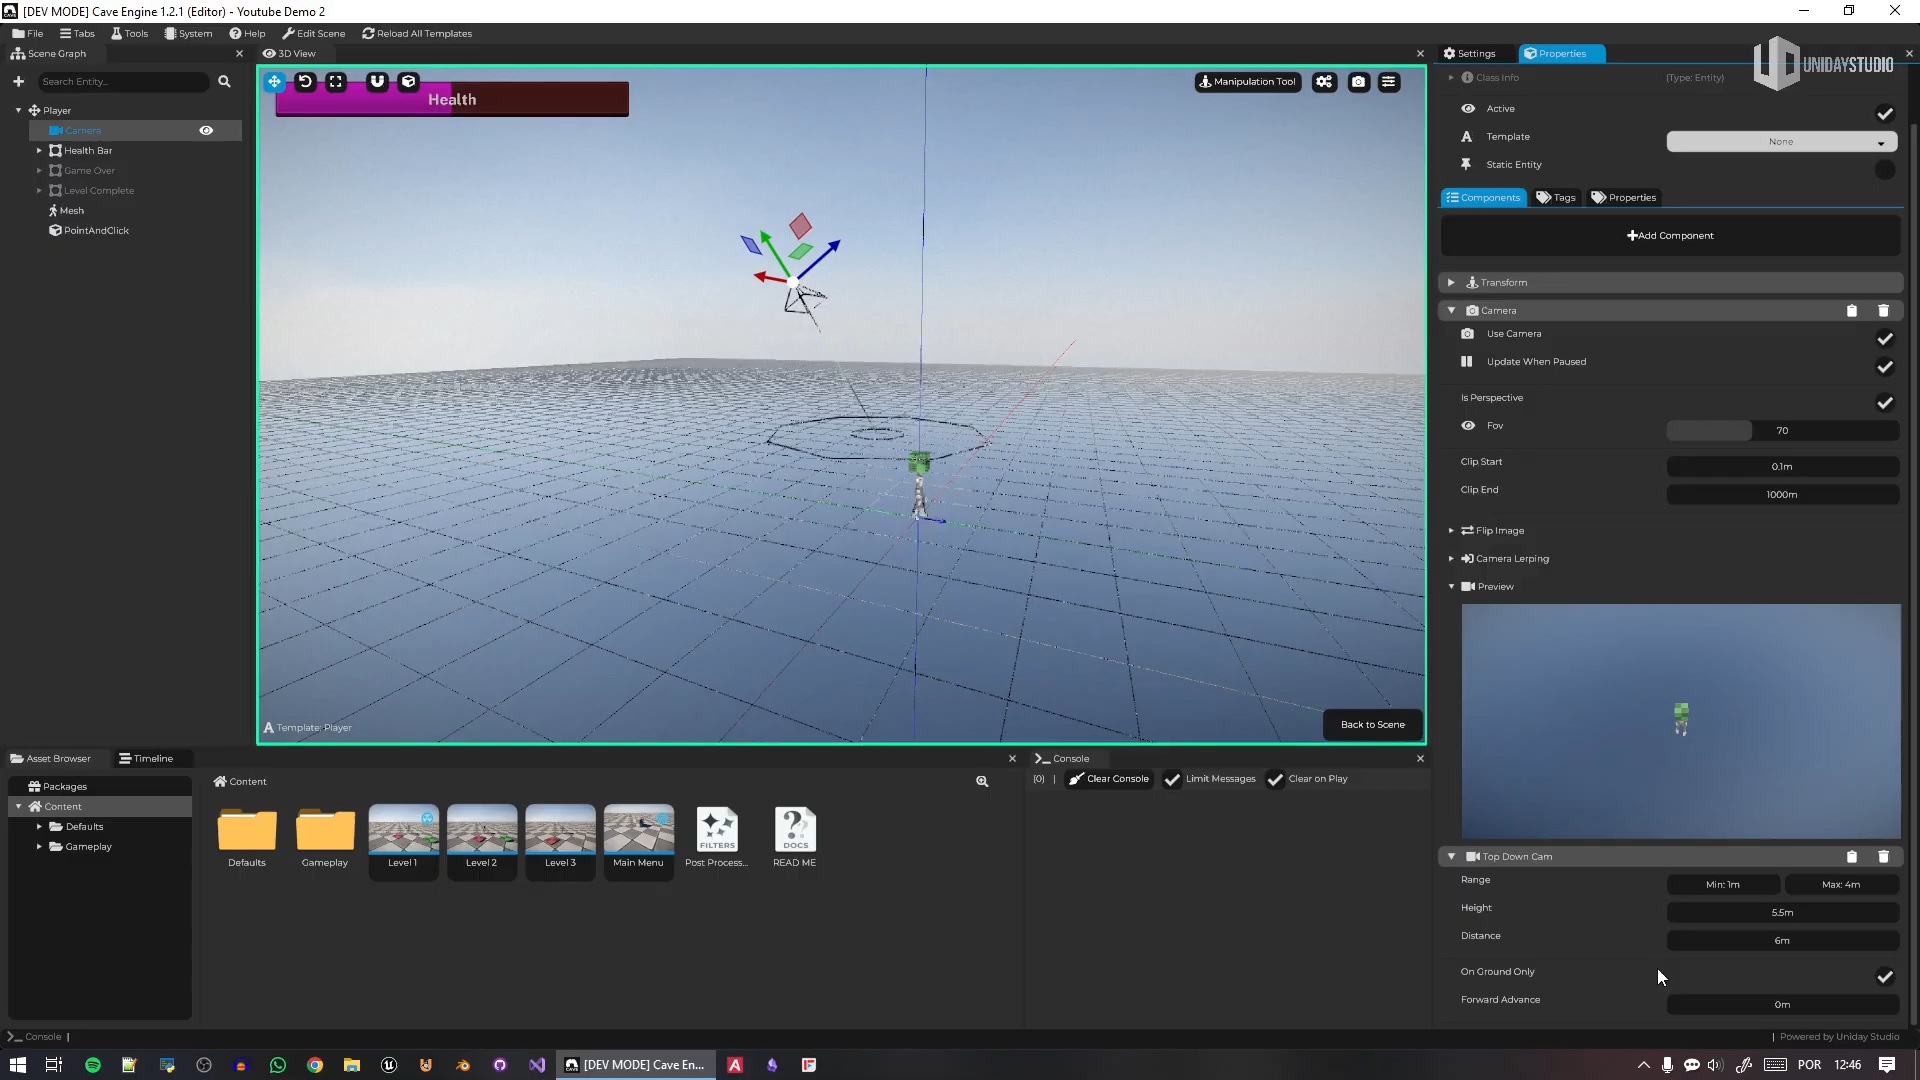 [DEV MODE] Cave Engine 1.2.1 (Editor) - Youtube Demo 2
File Tabs Tools System Help Edit Scene Reload All Templates
Scene Graph
3D View
Settings
Properties
UNIDAYSTUDIO
Search Entity...
Player
Camera
Health Bar
Game Over
Level Complete
Mesh
PointAndClick
Health
Manipulation Tool
Template: Player
Back to Scene
Class Info (Type: Entity)
Active
Template None
Static Entity
Components Tags Properties
Add Component
Transform
Camera
Use Camera
Update When Paused
Is Perspective
Fov 70
Clip Start 0.1m
Clip End 1000m
Flip Image
Camera Lerping
Preview
Top Down Cam
Range Min: 1m Max: 4m
Height 5.5m
Distance 6m
On Ground Only
Forward Advance 0m
Asset Browser Timeline
Packages
Content
Defaults
Gameplay
Content
Defaults
Gameplay
Level 1
Level 2
Level 3
Main Menu
FILTERS
Post Process...
DOCS
READ ME
Console
(0) | Clear Console Limit Messages Clear on Play
Console |
| Powered by Uniday Studio
[DEV MODE] Cave En...
POR 12:46